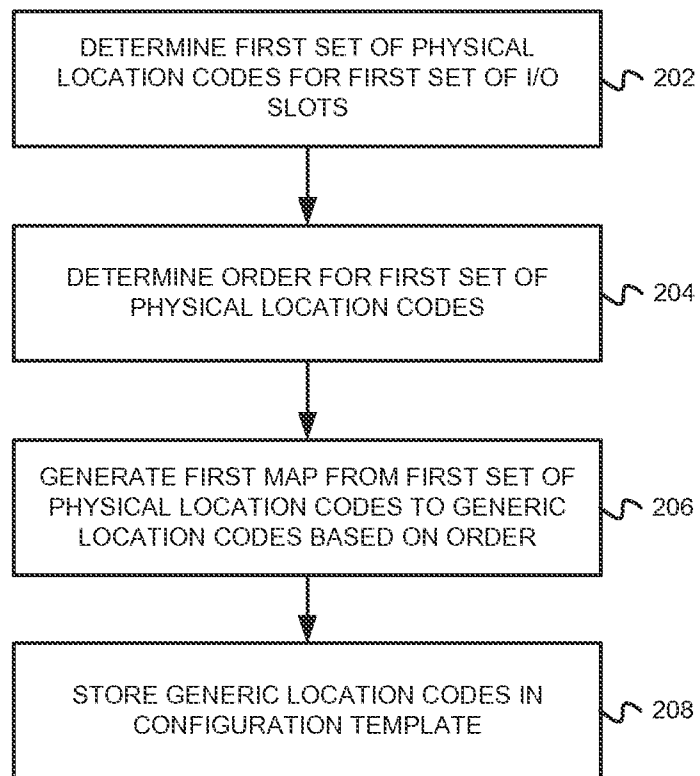 DETERMINE FIRST SET OF PHYSICAL
LOCATION CODES FOR FIRST SET OF I/O
SLOTS
202
DETERMINE ORDER FOR FIRST SET OF
PHYSICAL LOCATION CODES
204
GENERATE FIRST MAP FROM FIRST SET OF
PHYSICAL LOCATION CODES TO GENERIC
LOCATION CODES BASED ON ORDER
206
STORE GENERIC LOCATION CODES IN
CONFIGURATION TEMPLATE
208